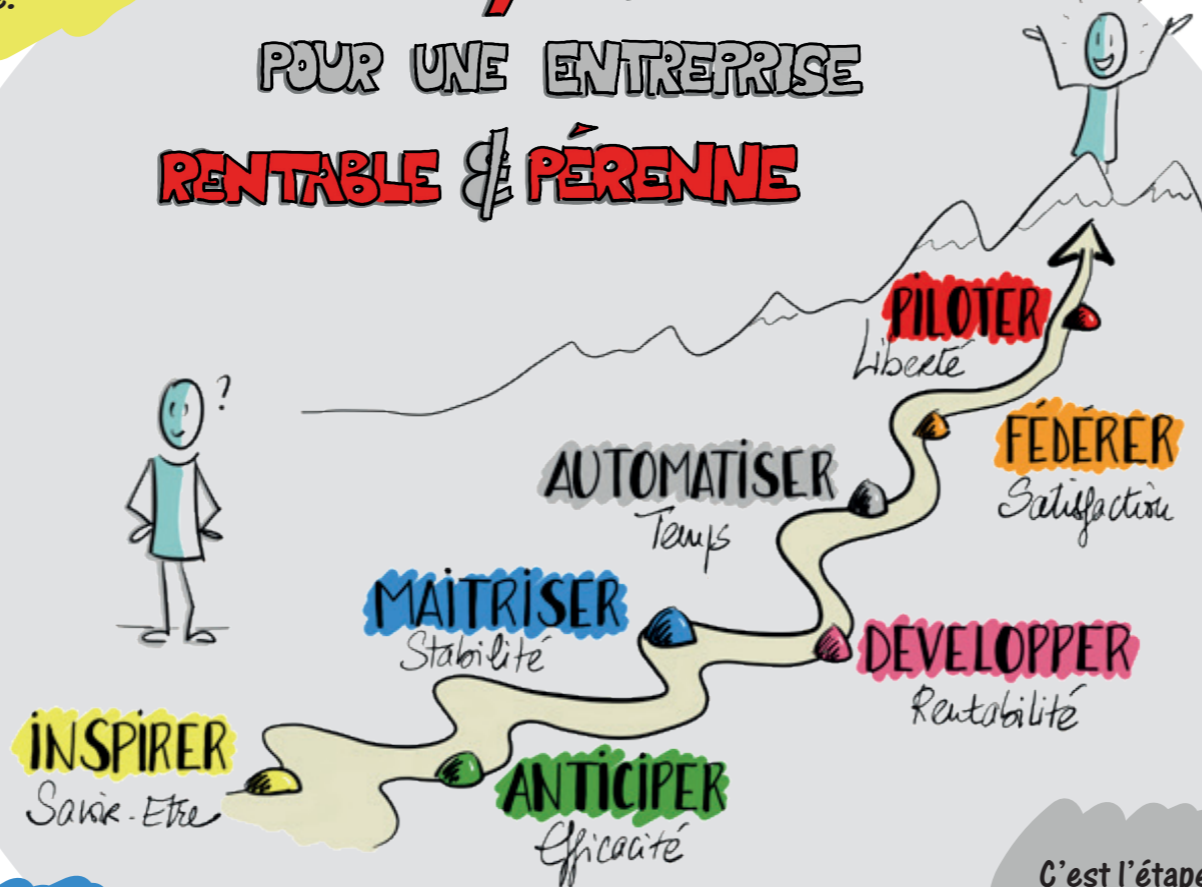 POUR UNE ENTREPRISE
RENTABLE & PÉRENNE
PILOTER
Liberté
?
FÉDÉRER
Satisfaction
AUTOMATISER
Temps
MAITRISER
Stabilité
DEVELOPPER
Rentabilité
INSPIRER
Savoir-Etre
ANTICIPER
Efficacité
C'est l'étape